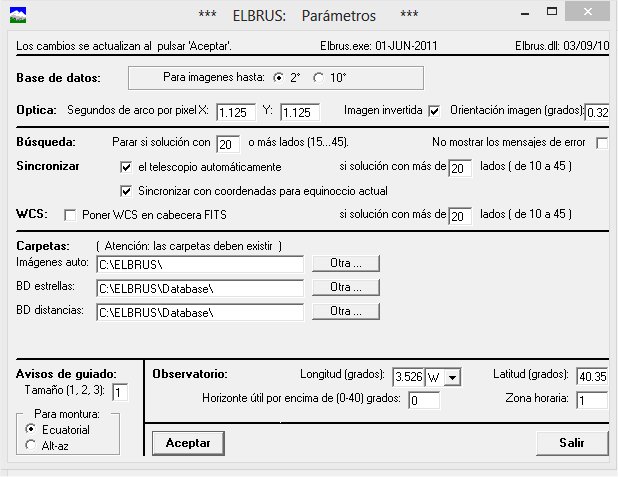 *** ELBRUS: Parámetros ***
Los cambios se actualizan al pulsar 'Aceptar'. Elbrus.exe: 01-JUN-2011 Elbrus.dll: 03/09/10
Base de datos: Para imagenes hasta: 2° 10°
Optica: Segundos de arco por pixel X: 1.125 Y: 1.125 Imagen invertida Orientación imagen (grados): 0.32
Búsqueda: Parar si solución con 20 o más lados (15...45). No mostrar los mensajes de error
Sincronizar el telescopio automáticamente si solución con más de 20 lados ( de 10 a 45 )
Sincronizar con coordenadas para equinoccio actual
WCS: Poner WCS en cabecera FITS si solución con más de 20 lados ( de 10 a 45 )
Carpetas: ( Atención: las carpetas deben existir )
Imágenes auto: C:\ELBRUS\ Otra ...
BD estrellas: C:\ELBRUS\Database\ Otra ...
BD distancias: C:\ELBRUS\Database\ Otra ...
Avisos de guiado: Observatorio: Longitud (grados): 3.526 W Latitud (grados): 40.35
Tamaño (1, 2, 3): 1 Horizonte útil por encima de (0-40) grados: 0 Zona horaria: 1
Para montura:
Ecuatorial
Alt-az
Aceptar Salir